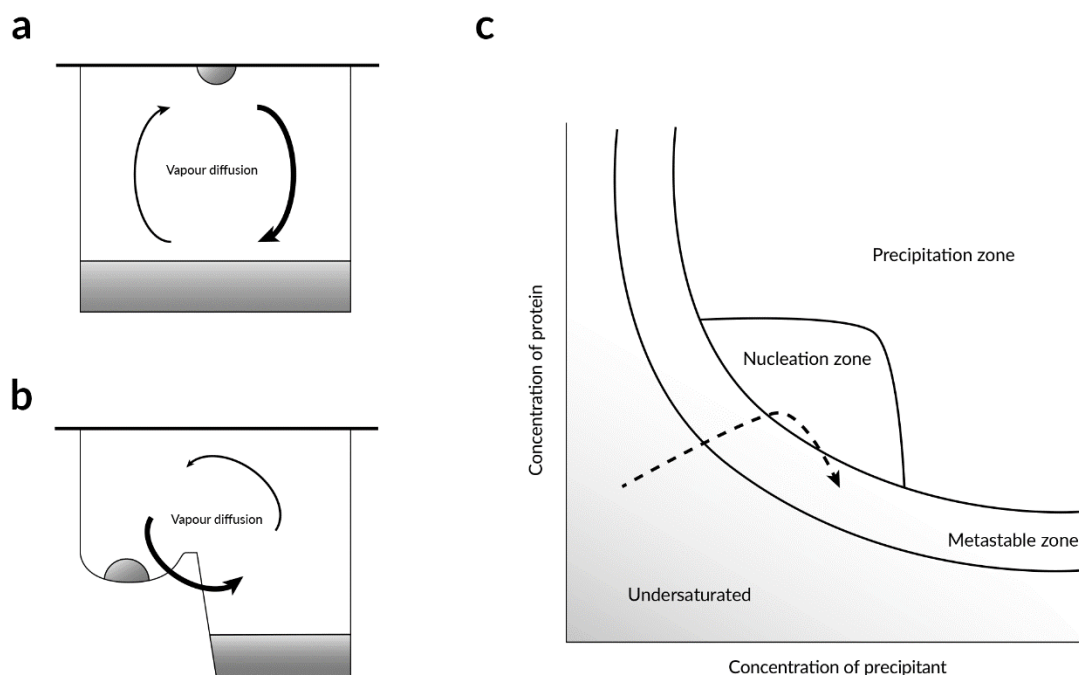 a
Vapour diffusion
b
Vapour diffusion
c
Concentration of protein
Precipitation zone
Nucleation zone
Metastable zone
Undersaturated
Concentration of precipitant